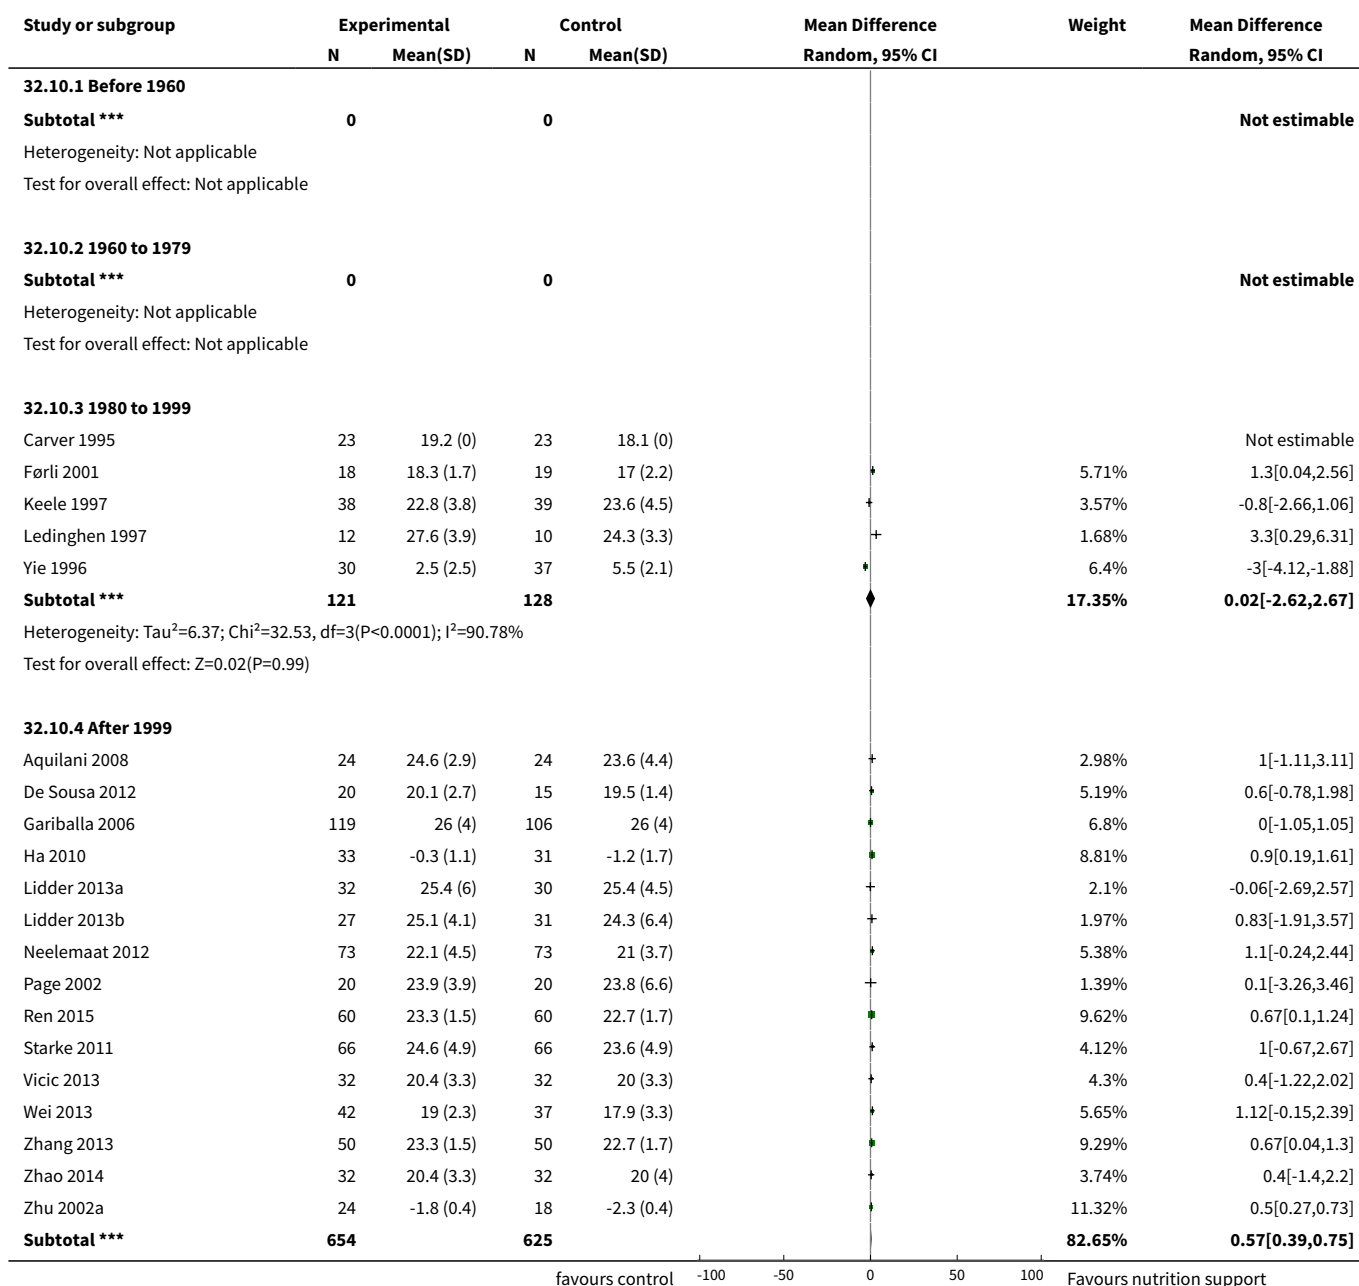 Study or subgroup Experimental Control Mean Difference Weight Mean Difference
N Mean(SD) N Mean(SD) Random, 95% CI Random, 95% CI
32.10.1 Before 1960
Subtotal *** 0 0 Not estimable
Heterogeneity: Not applicable
Test for overall effect: Not applicable
32.10.2 1960 to 1979
Subtotal *** 0 0 Not estimable
Heterogeneity: Not applicable
Test for overall effect: Not applicable
32.10.3 1980 to 1999
Carver 1995 23 19.2 (0) 23 18.1 (0) Not estimable
Førli 2001 18 18.3 (1.7) 19 17 (2.2) 5.71% 1.3[0.04,2.56]
Keele 1997 38 22.8 (3.8) 39 23.6 (4.5) 3.57% -0.8[-2.66,1.06]
Ledinghen 1997 12 27.6 (3.9) 10 24.3 (3.3) 1.68% 3.3[0.29,6.31]
Yie 1996 30 2.5 (2.5) 37 5.5 (2.1) 6.4% -3[-4.12,-1.88]
Subtotal *** 121 128 17.35% 0.02[-2.62,2.67]
Heterogeneity: Tau²=6.37; Chi²=32.53, df=3(P<0.0001); I²=90.78%
Test for overall effect: Z=0.02(P=0.99)
32.10.4 After 1999
Aquilani 2008 24 24.6 (2.9) 24 23.6 (4.4) 2.98% 1[-1.11,3.11]
De Sousa 2012 20 20.1 (2.7) 15 19.5 (1.4) 5.19% 0.6[-0.78,1.98]
Gariballa 2006 119 26 (4) 106 26 (4) 6.8% 0[-1.05,1.05]
Ha 2010 33 -0.3 (1.1) 31 -1.2 (1.7) 8.81% 0.9[0.19,1.61]
Lidder 2013a 32 25.4 (6) 30 25.4 (4.5) 2.1% -0.06[-2.69,2.57]
Lidder 2013b 27 25.1 (4.1) 31 24.3 (6.4) 1.97% 0.83[-1.91,3.57]
Neelemaat 2012 73 22.1 (4.5) 73 21 (3.7) 5.38% 1.1[-0.24,2.44]
Page 2002 20 23.9 (3.9) 20 23.8 (6.6) 1.39% 0.1[-3.26,3.46]
Ren 2015 60 23.3 (1.5) 60 22.7 (1.7) 9.62% 0.67[0.1,1.24]
Starke 2011 66 24.6 (4.9) 66 23.6 (4.9) 4.12% 1[-0.67,2.67]
Vicic 2013 32 20.4 (3.3) 32 20 (3.3) 4.3% 0.4[-1.22,2.02]
Wei 2013 42 19 (2.3) 37 17.9 (3.3) 5.65% 1.12[-0.15,2.39]
Zhang 2013 50 23.3 (1.5) 50 22.7 (1.7) 9.29% 0.67[0.04,1.3]
Zhao 2014 32 20.4 (3.3) 32 20 (4) 3.74% 0.4[-1.4,2.2]
Zhu 2002a 24 -1.8 (0.4) 18 -2.3 (0.4) 11.32% 0.5[0.27,0.73]
Subtotal *** 654 625 82.65% 0.57[0.39,0.75]
favours control -100 -50 0 50 100 Favours nutrition support